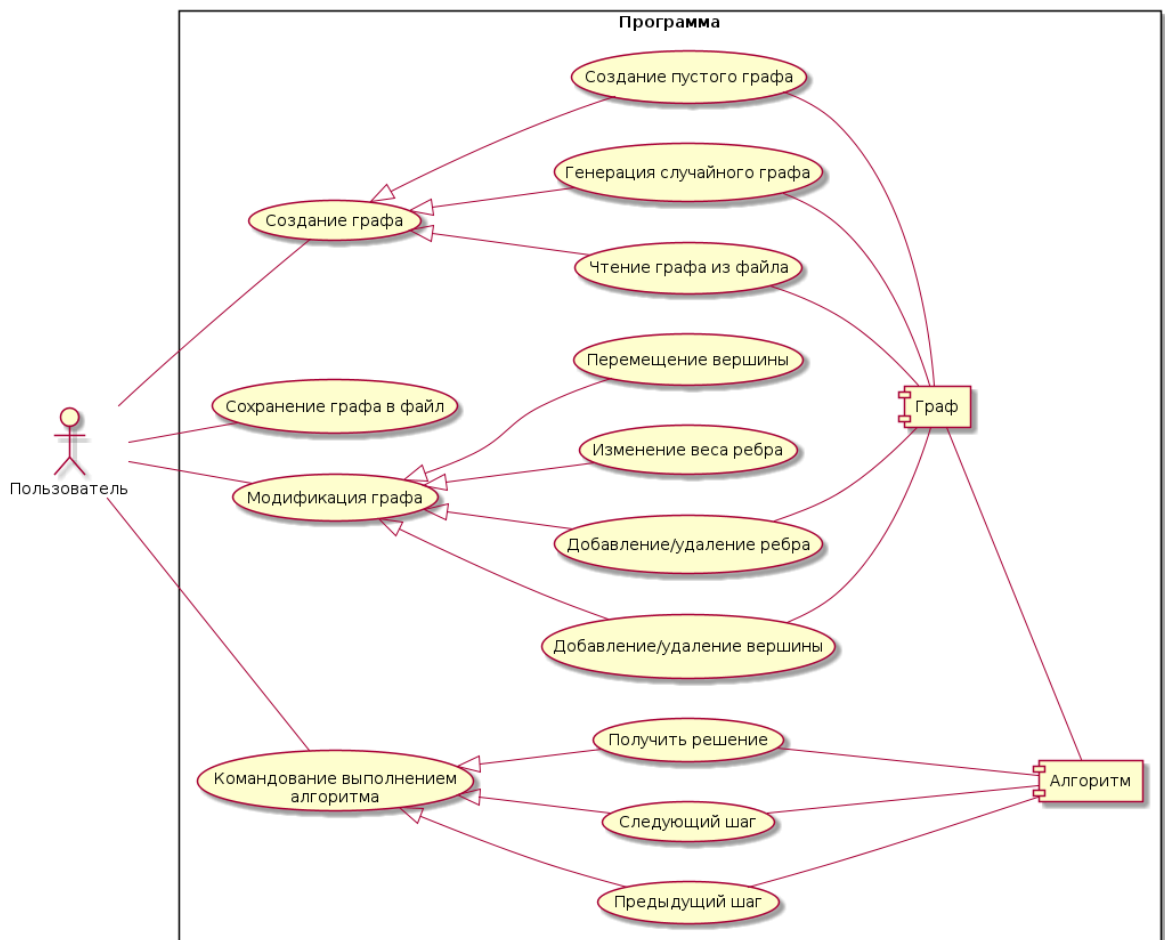 Программа
Создание пустого графа
Генерация случайного графа
Создание графа
Чтение графа из файла
Перемещение вершины
Сохранение графа в файл
Граф
Изменение веса ребра
Пользователь
Модификация графа
Добавление/удаление ребра
Добавление/удаление вершины
Получить решение
Командование выполнением
алгоритма
Алгоритм
Следующий шаг
Предыдущий шаг